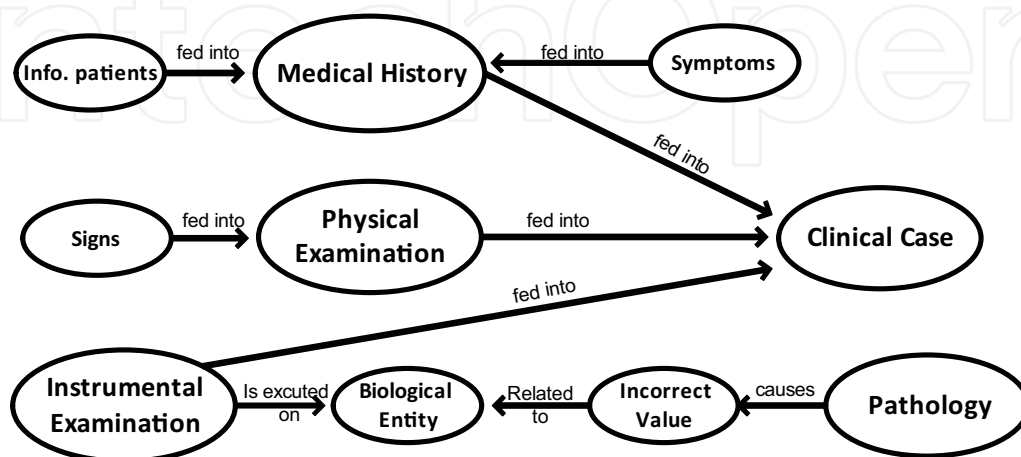 fed into
fed into
Info. patients
Medical History
Symptoms
fed into
Signs
fed into
Physical
Examination
fed into
Clinical Case
fed into
Instrumental
Examination
Is excuted
on
Biological
Entity
Related
to
Incorrect
Value
causes
Pathology